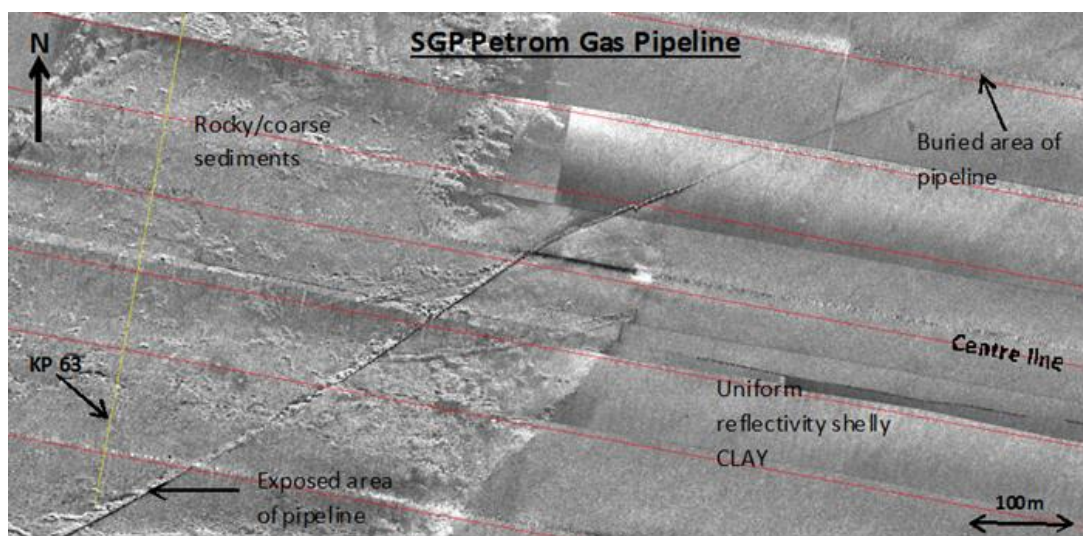 SGP Petrom Gas Pipeline
N
Rocky/coarse
sediments
Buried area of
pipeline
Centre line
KP 63
Uniform
reflectivity shelly
CLAY
Exposed area
of pipeline
100m